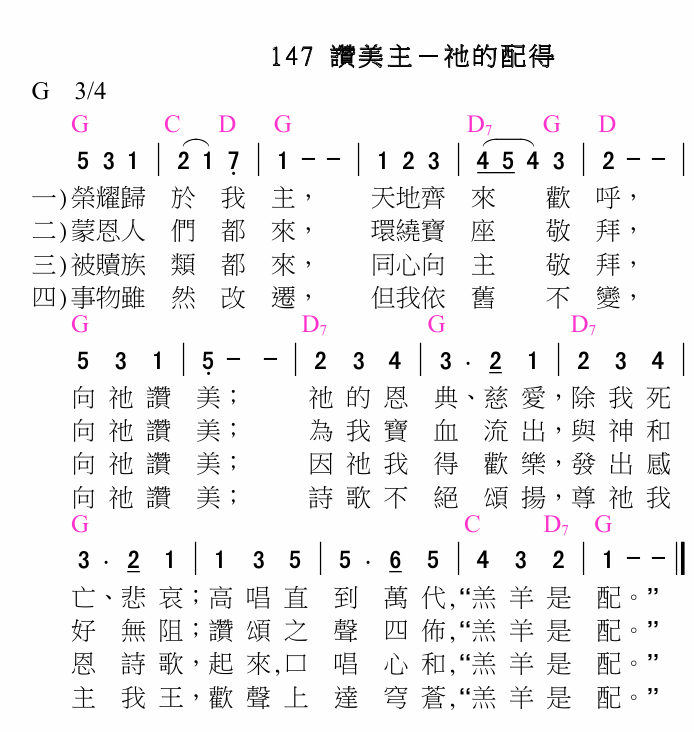 147 讚美主－祂的配得
G 3/4
G C D G D7 G D
5 3 1 | 2 1 7 | 1 - - | 1 2 3 | 4 5 4 3 | 2 - - |
一)榮耀歸 於 我 主， 天地齊 來 歡 呼，
二)蒙恩人 們 都 來， 環繞寶 座 敬 拜，
三)被贖族 類 都 來， 同心向 主 敬 拜，
四)事物雖 然 改 遷， 但我依 舊 不 變，
G D7 G D7
5 3 1 | 5 - - | 2 3 4 | 3 . 2 1 | 2 3 4 |
向 祂 讚 美； 祂 的 恩 典、慈 愛，除 我 死
向 祂 讚 美； 為 我 寶 血 流 出，與 神 和
向 祂 讚 美； 因 祂 我 得 歡 樂，發 出 感
向 祂 讚 美； 詩 歌 不 絕 頌 揚，尊 祂 我
G C D7 G
3 . 2 1 | 1 3 5 | 5 . 6 5 | 4 3 2 | 1 - - ‖
亡、悲 哀；高 唱 直 到 萬 代,“羔 羊 是 配。”
好 無 阻；讚 頌 之 聲 四 佈,“羔 羊 是 配。”
恩 詩 歌，起 來,口 唱 心 和,“羔 羊 是 配。”
主 我 王，歡 聲 上 達 穹 蒼,“羔 羊 是 配。”